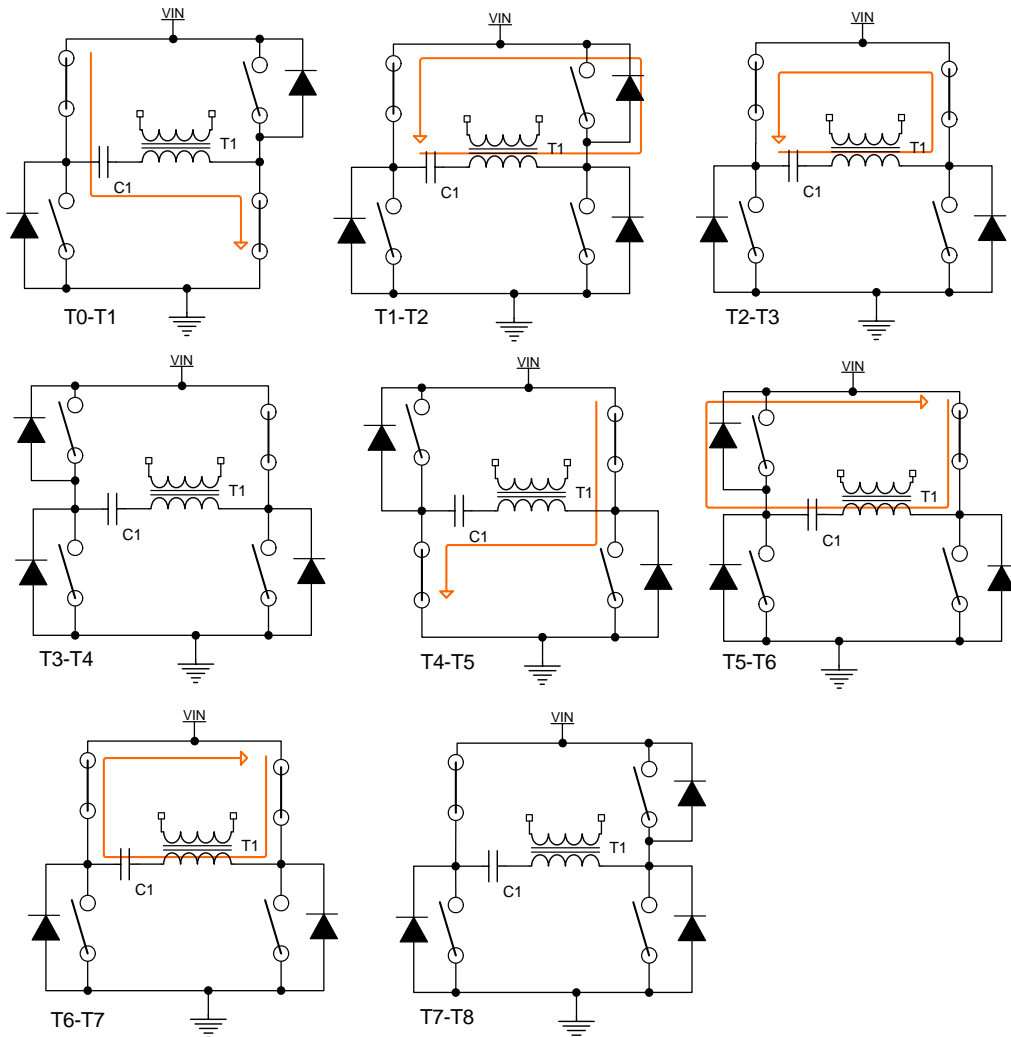 VIN
T1
C1
T0-T1
VIN
T1
C1
T1-T2
VIN
T1
C1
T2-T3
VIN
T1
C1
T3-T4
VIN
T1
C1
T4-T5
VIN
T1
C1
T5-T6
VIN
T1
C1
T6-T7
VIN
T1
C1
T7-T8